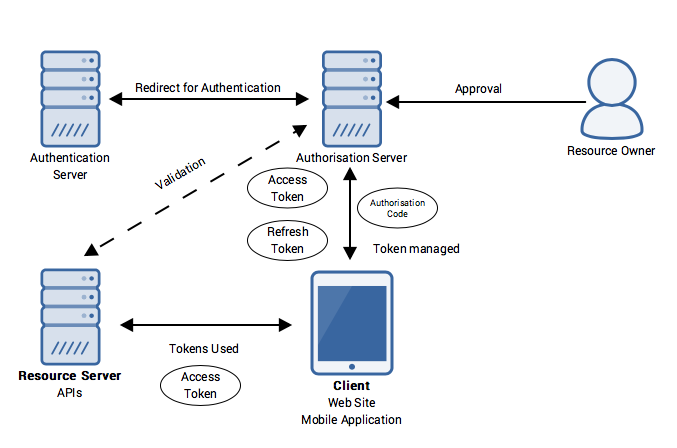 Redirect for Authentication
Approval
Authentication
Server
Authorisation Server
Resource Owner
Validation
Access
Token
Authorisation
Code
Refresh
Token
Token managed
Tokens Used
Resource Server
APIs
Access
Token
Client
Web Site
Mobile Application